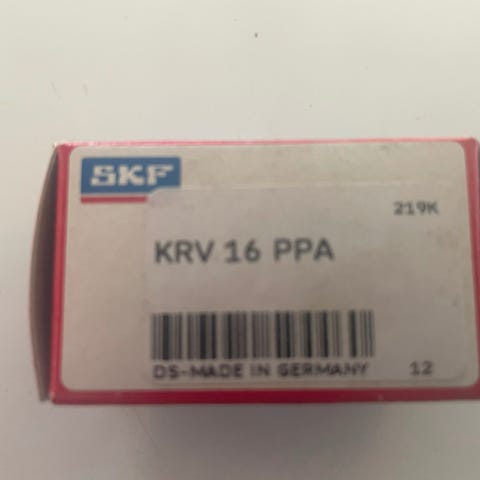 SKF
219K
KRV 16 PPA
DS-MADE IN GERMANY 12